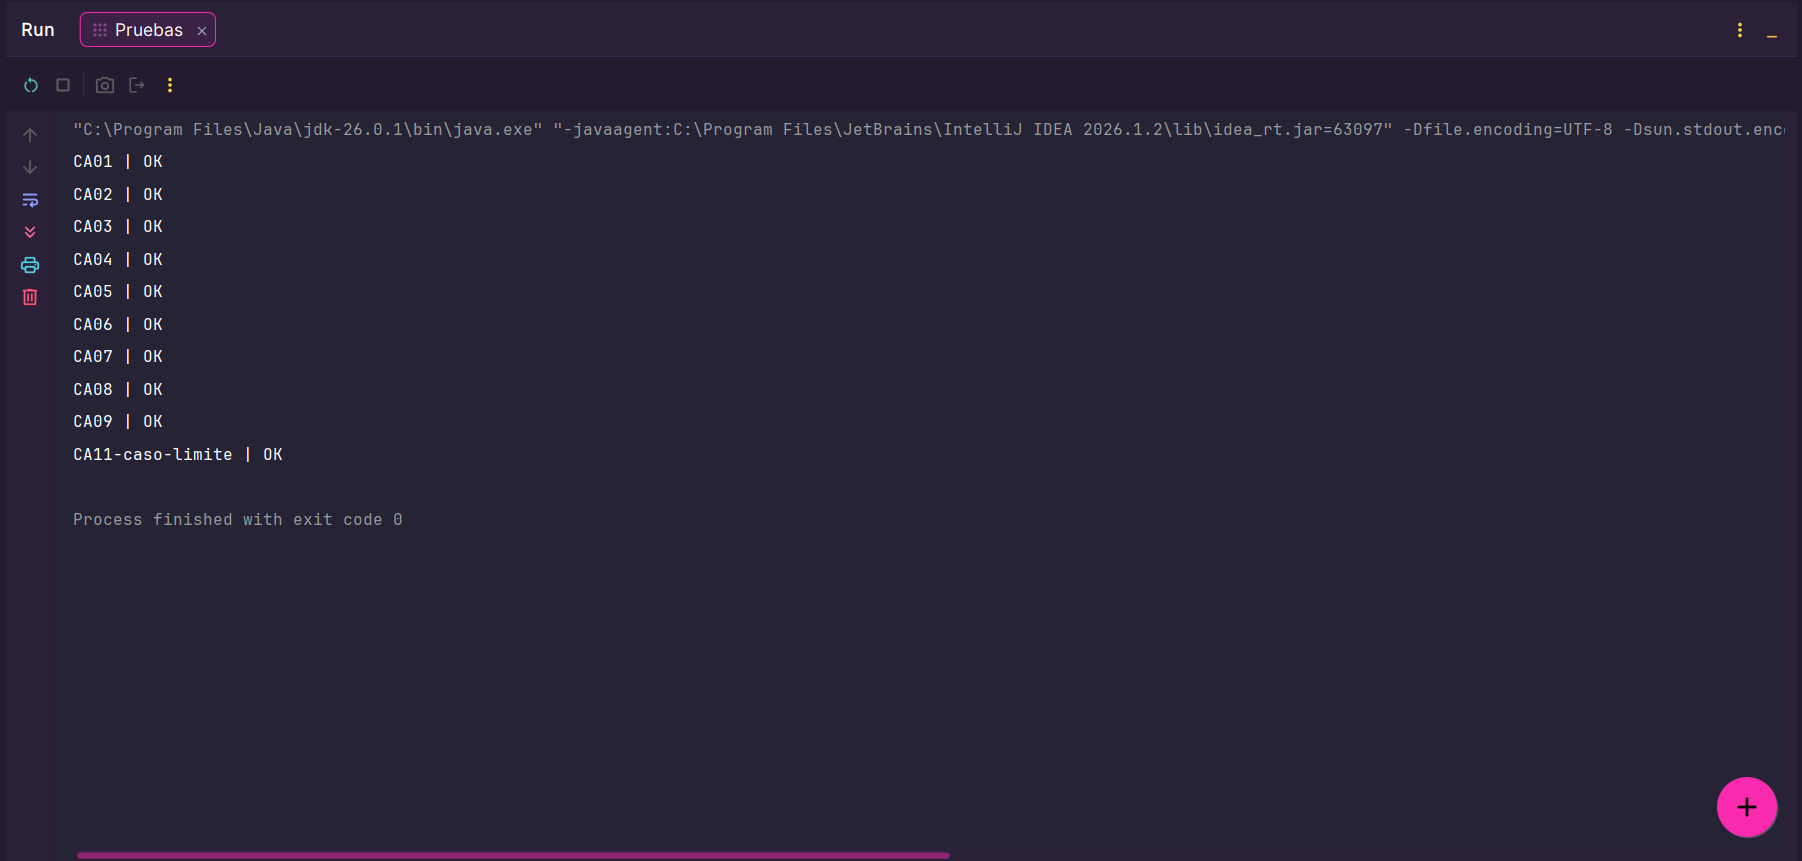 Run Pruebas
"C:\Program Files\Java\jdk-26.0.1\bin\java.exe" "-javaagent:C:\Program Files\JetBrains\IntelliJ IDEA 2026.1.2\lib\idea_rt.jar=63097" -Dfile.encoding=UTF-8 -Dsun.stdout.enc
CA01 | OK
CA02 | OK
CA03 | OK
CA04 | OK
CA05 | OK
CA06 | OK
CA07 | OK
CA08 | OK
CA09 | OK
CA11-caso-limite | OK
Process finished with exit code 0